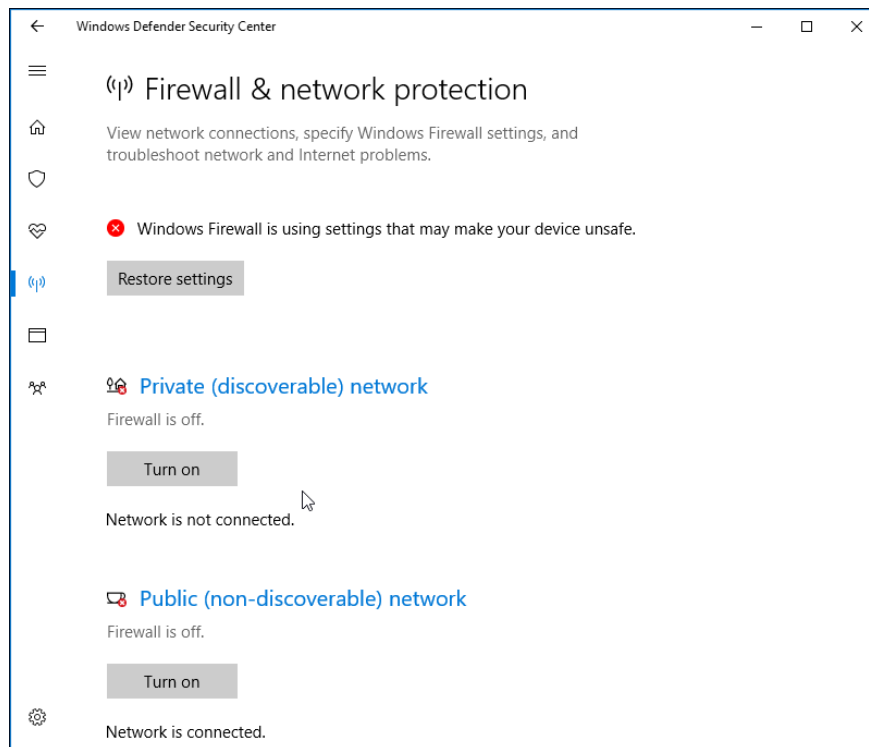 Windows Defender Security Center
Firewall & network protection
View network connections, specify Windows Firewall settings, and
troubleshoot network and Internet problems.
Windows Firewall is using settings that may make your device unsafe.
Restore settings
Private (discoverable) network
Firewall is off.
Turn on
Network is not connected.
Public (non-discoverable) network
Firewall is off.
Turn on
Network is connected.